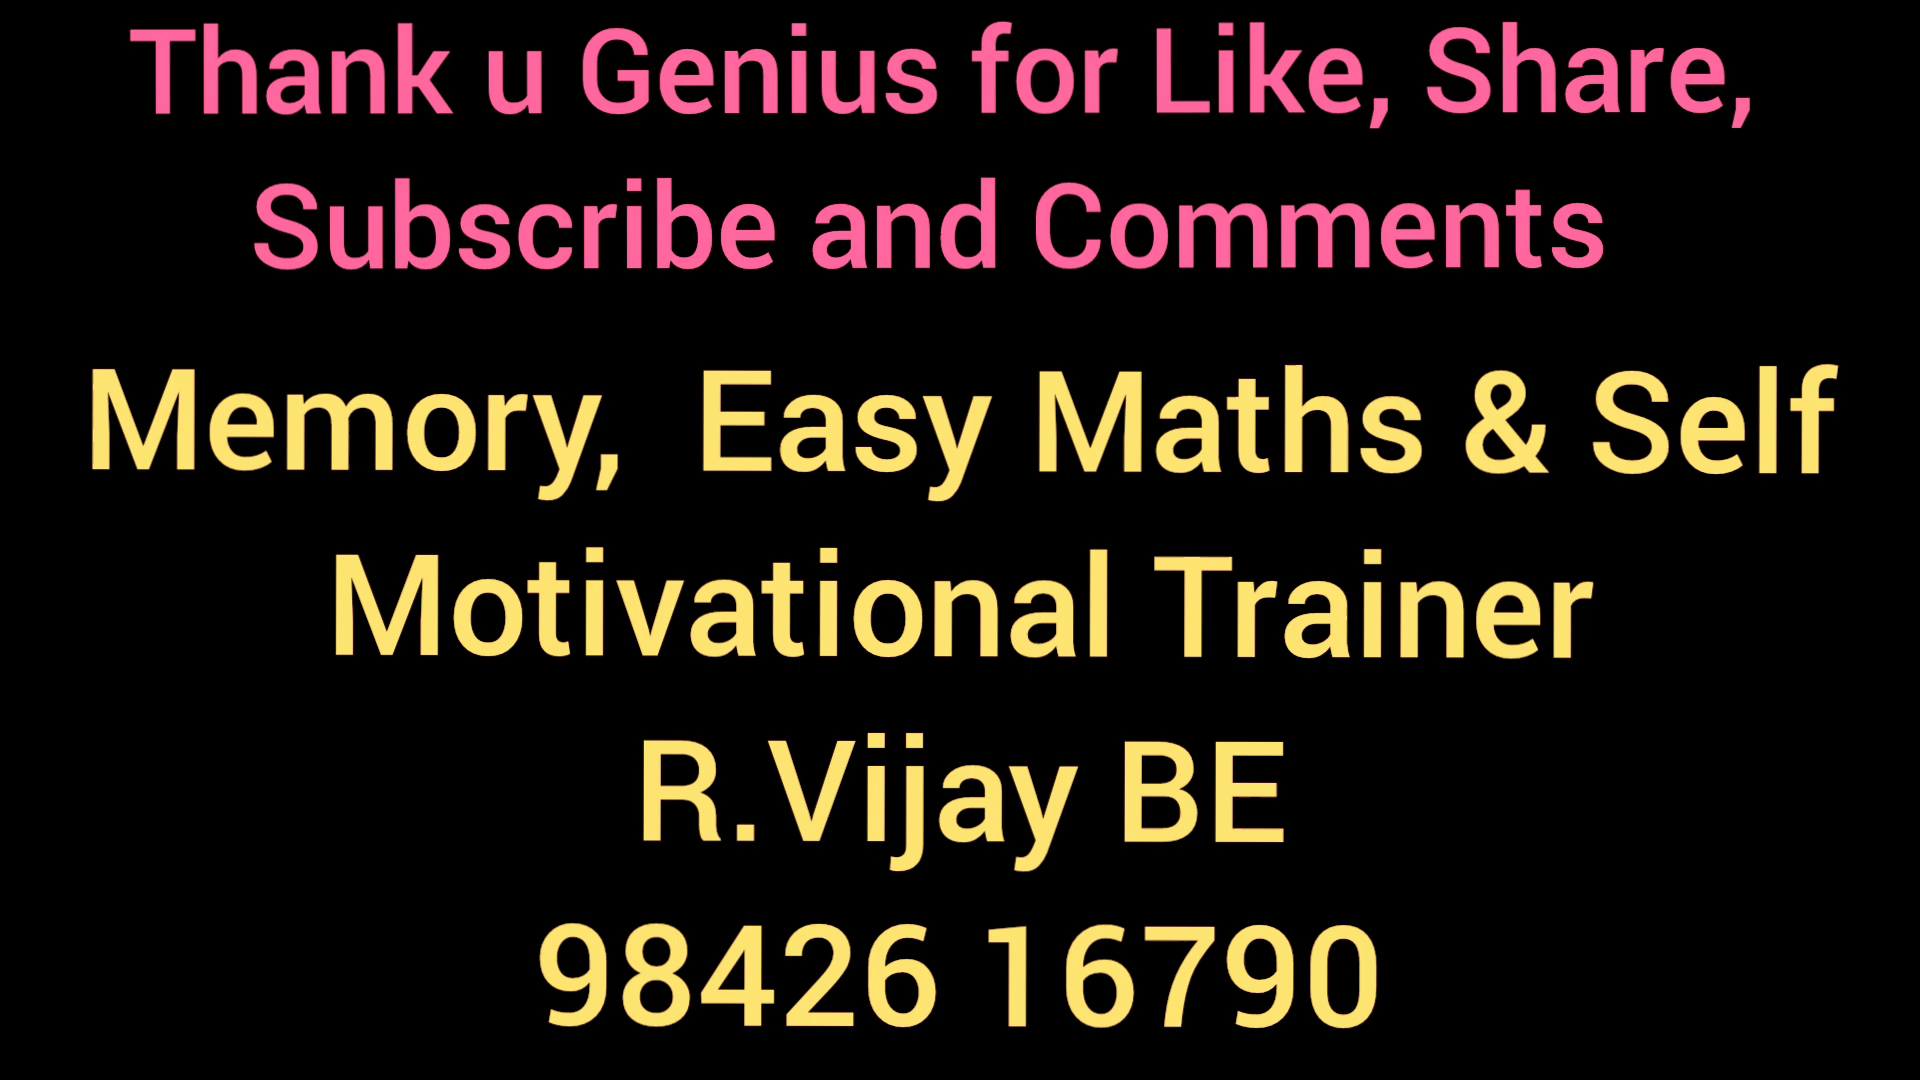 Thank u Genius for Like, Share,
Subscribe and Comments
Memory,  Easy Maths & Self
Motivational Trainer
R.Vijay BE
98426 16790